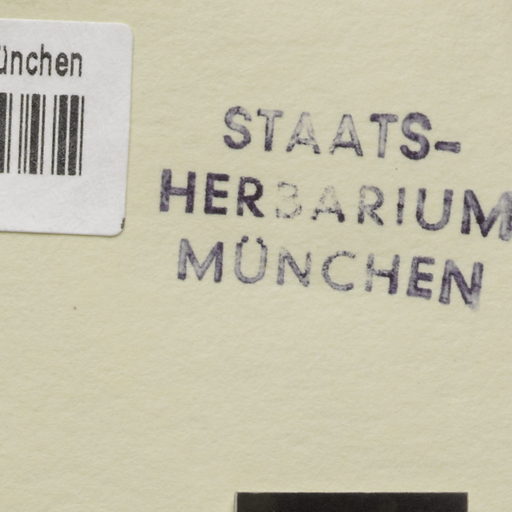 ünchen
STAATS-
HERBARIUM
MÜNCHEN